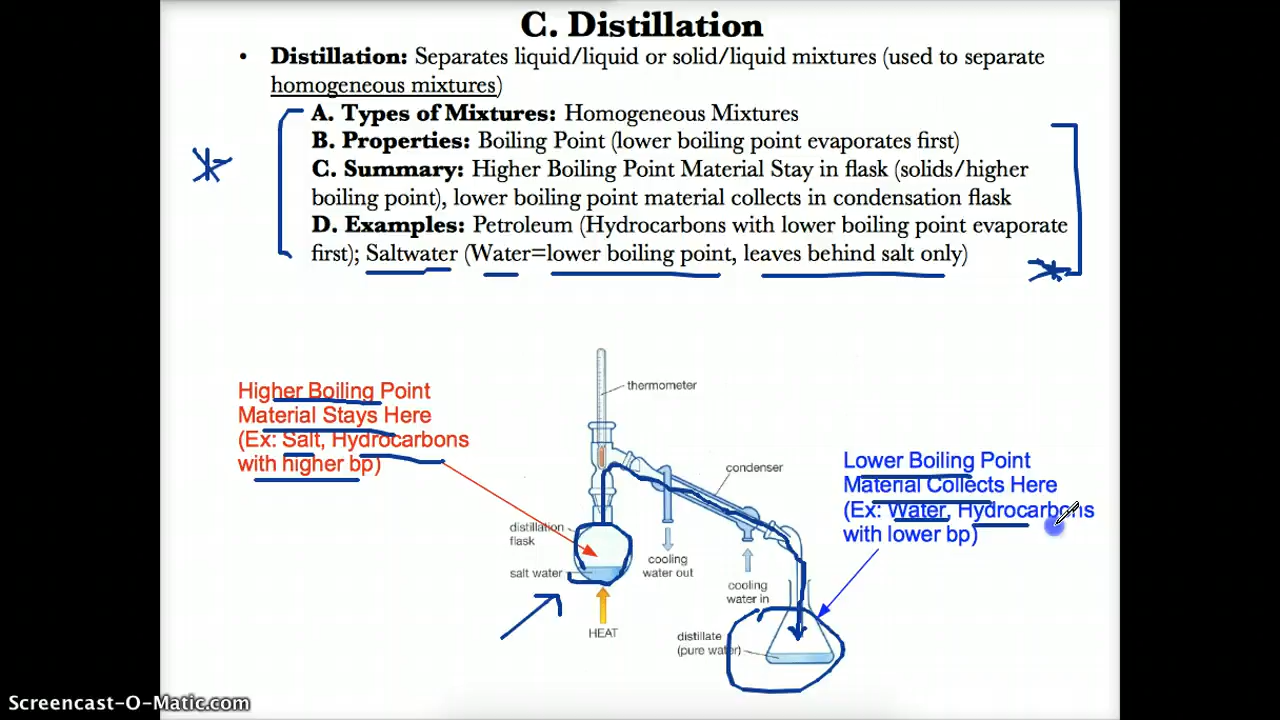 C. Distillation
• Distillation: Separates liquid/liquid or solid/liquid mixtures (used to separate
homogeneous mixtures)
A. Types of Mixtures: Homogeneous Mixtures
B. Properties: Boiling Point (lower boiling point evaporates first)
C. Summary: Higher Boiling Point Material Stay in flask (solids/higher
boiling point), lower boiling point material collects in condensation flask
D. Examples: Petroleum (Hydrocarbons with lower boiling point evaporate
first); Saltwater (Water=lower boiling point, leaves behind salt only)
Higher Boiling Point
Material Stays Here
(Ex: Salt, Hydrocarbons
with higher bp)
thermometer
condenser
distillation
flask
salt water
HEAT
cooling
water out
cooling
water in
distillate
(pure water)
Lower Boiling Point
Material Collects Here
(Ex: Water, Hydrocarbons
with lower bp)
Screencast-O-Matic.com